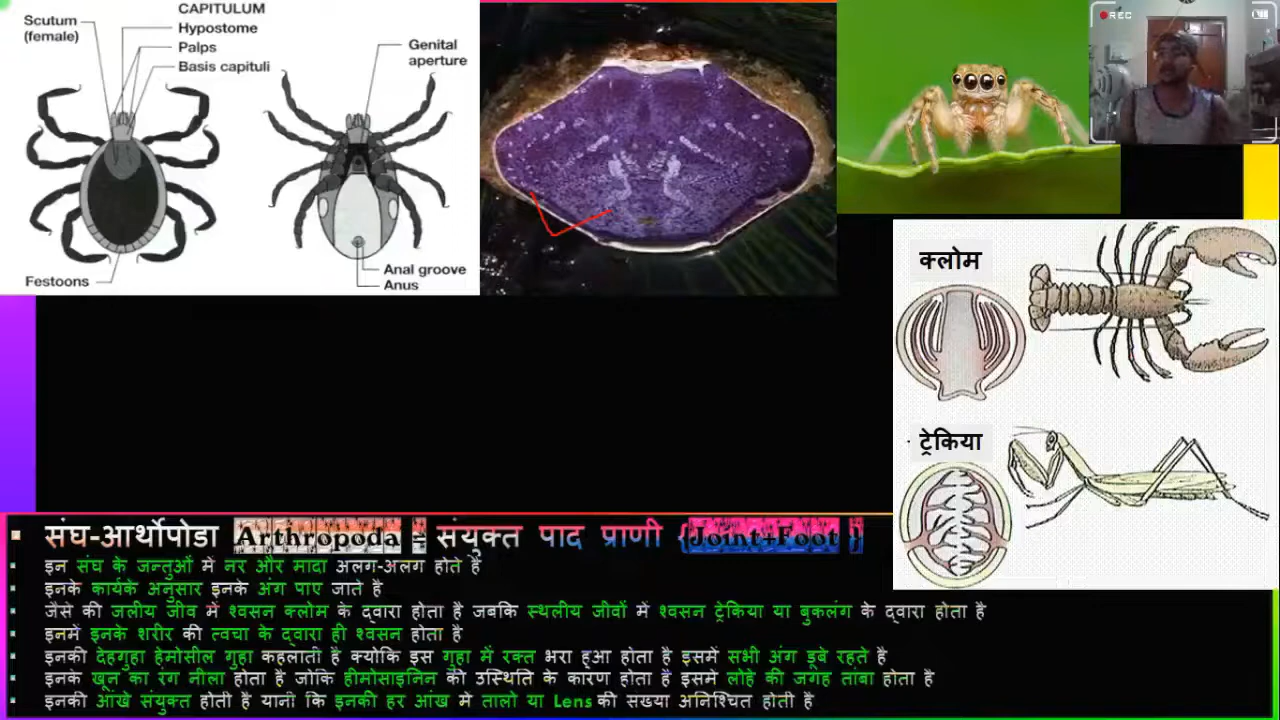 CAPITULUM
Scutum
(female)
Hypostome
Palps
Basis capituli
Genital
aperture
Festoons
Anal groove
Anus
REC
क्लोम
ट्रेकिया
संघ-आर्थोपोडा Arthropoda = संयुक्त पाद प्राणी {Joint+Foot }
इन संघ के जन्तुओं में नर और मादा अलग-अलग होते है
इनके कार्यके अनुसार इनके अंग पाए जाते है
जैसे की जलीय जीव में श्वसन क्लोम के द्वारा होता है जबकि स्थलीय जीवों में श्वसन ट्रेकिया या बुकलंग के द्वारा होता है
इनमें इनके शरीर की त्वचा के द्वारा ही श्वसन होता है
इनकी देहगुहा हेमोसील गुहा कहलाती है क्योकि इस गुहा में रक्त भरा हुआ होता है इसमें सभी अंग डूबे रहते है
इनके खून का रंग नीला होता है जोकि हीमोसाइनिन की उस्थिति के कारण होता है इसमें लोहे की जगह तांबा होता है
इनकी आंखे संयुक्त होती है यानी कि इनकी हर आंख मे तालो या Lens की सख्या अनिश्चित होती है